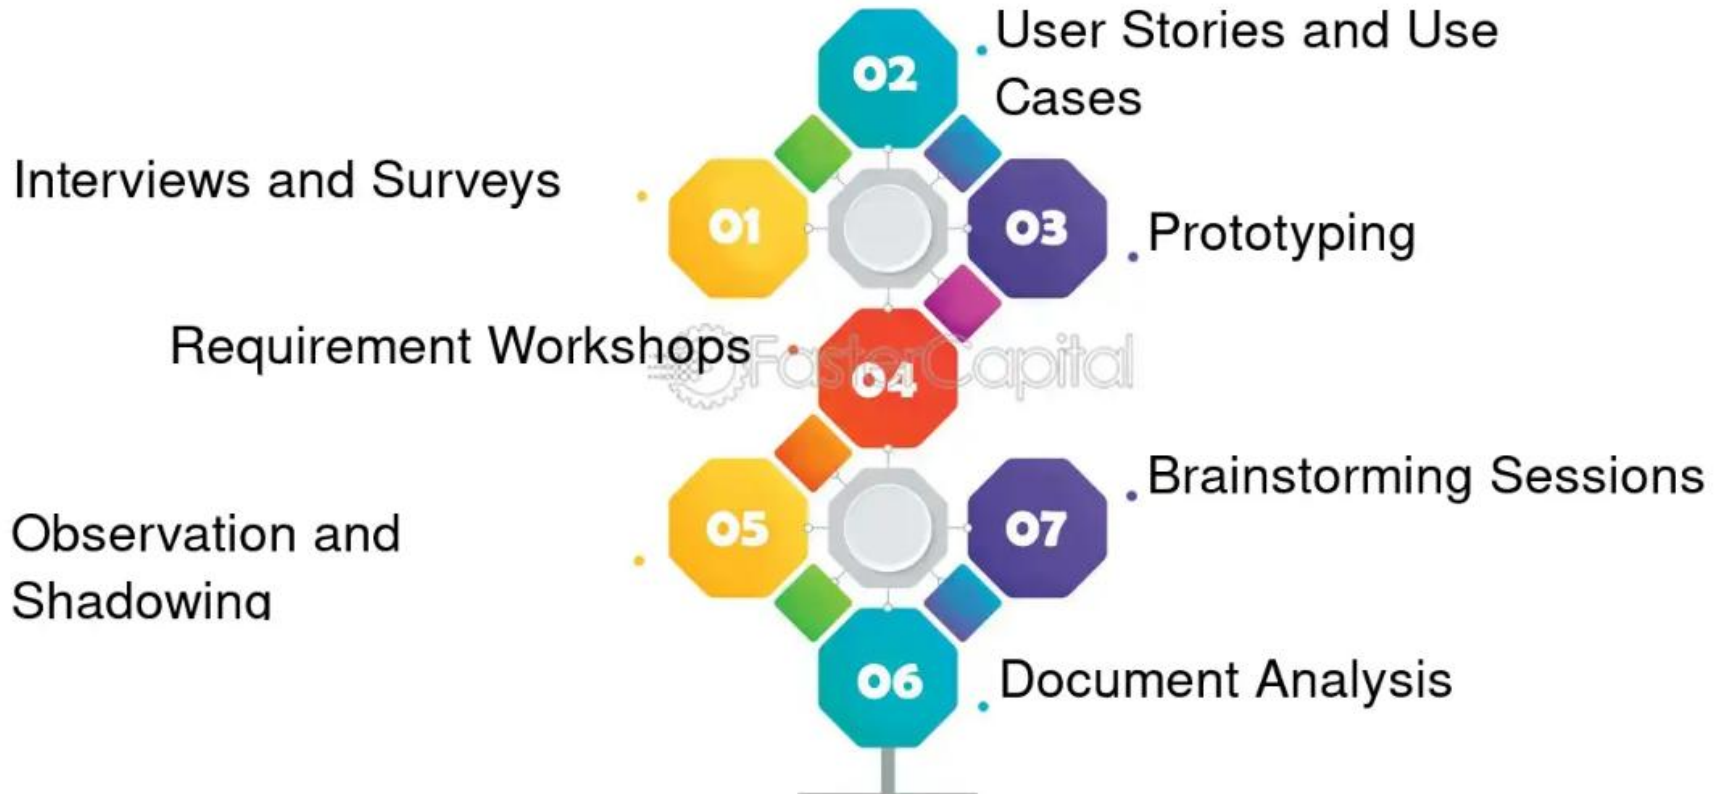 02
User Stories and Use
Cases
Interviews and Surveys
01
03
Prototyping
Requirement Workshops
FasterCapital
04
Brainstorming Sessions
05
07
Observation and
Shadowing
06
Document Analysis